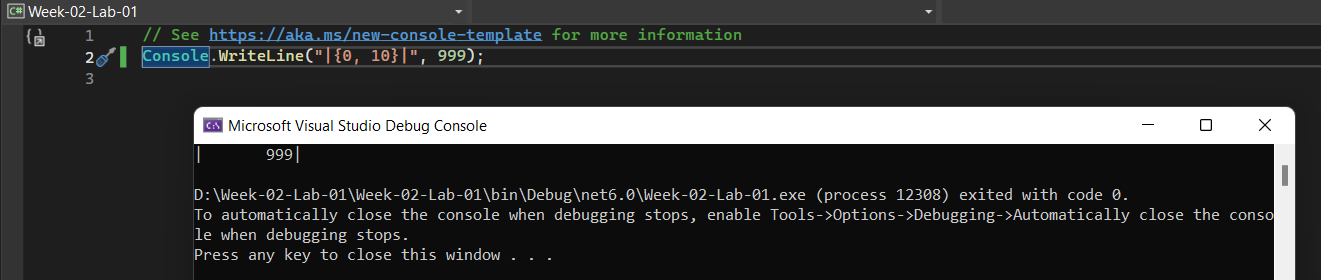 C# Week-02-Lab-01
1 // See https://aka.ms/new-console-template for more information
2 Console.WriteLine("|{0, 10}|", 999);
3
C:\ Microsoft Visual Studio Debug Console
|       999|
D:\Week-02-Lab-01\Week-02-Lab-01\bin\Debug\net6.0\Week-02-Lab-01.exe (process 12308) exited with code 0.
To automatically close the console when debugging stops, enable Tools->Options->Debugging->Automatically close the conso
le when debugging stops.
Press any key to close this window . . .